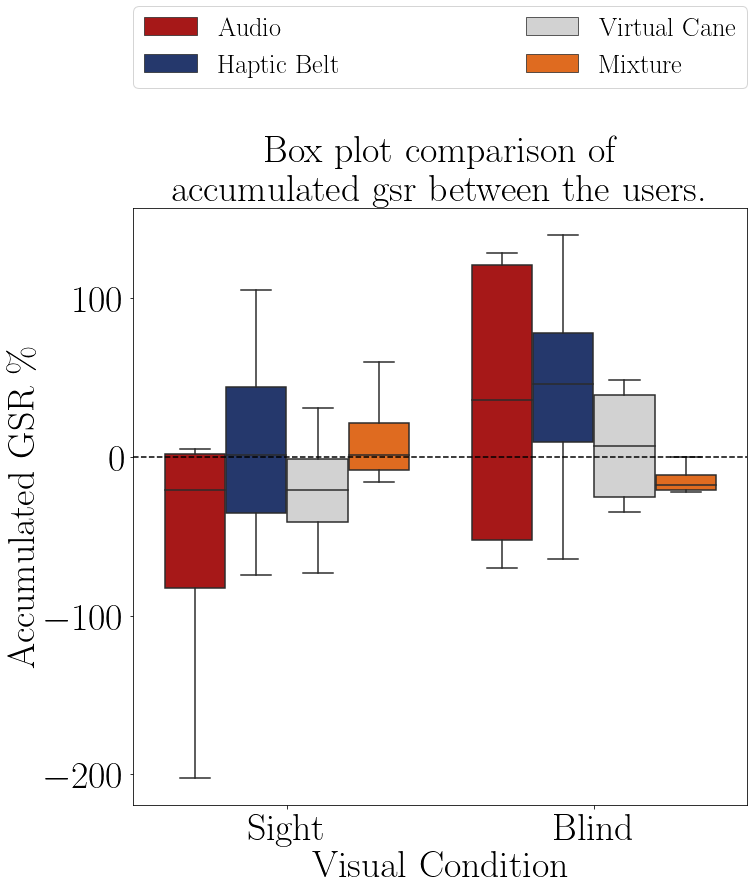 Audio
Haptic Belt
Virtual Cane
Mixture
Box plot comparison of
accumulated gsr between the users.
Accumulated GSR %
100
0
−100
−200
Sight
Blind
Visual Condition